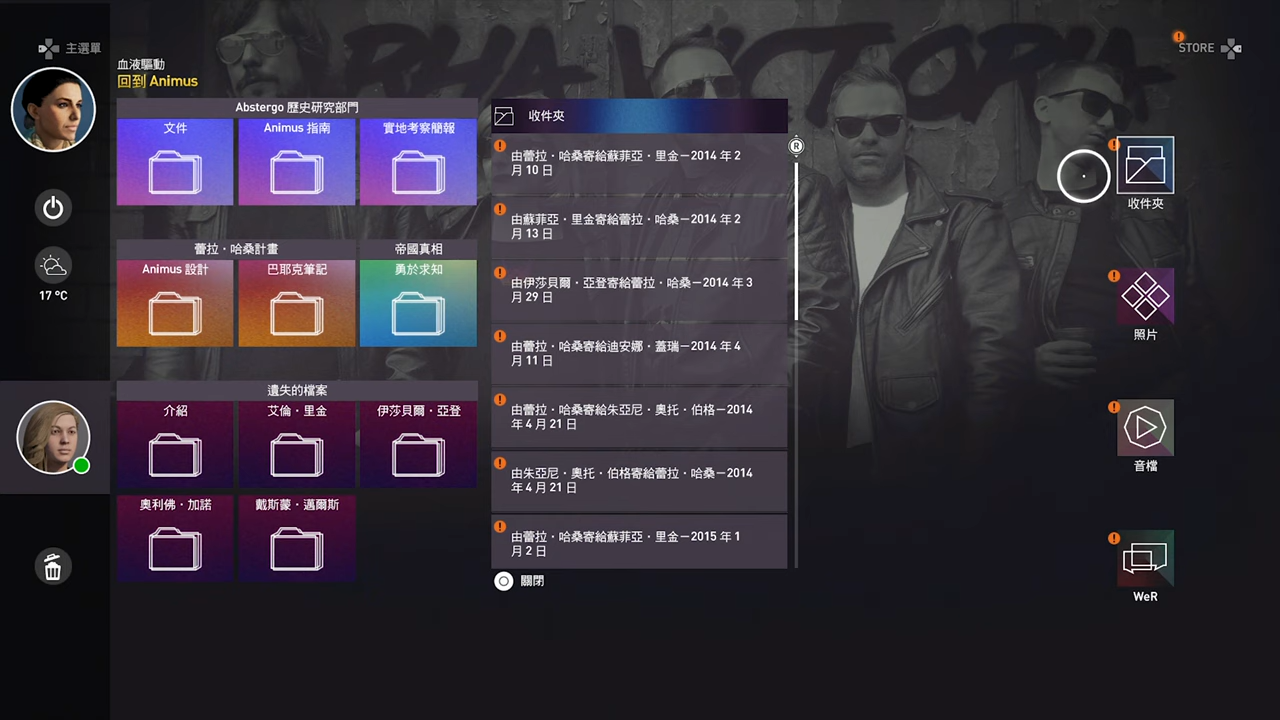 主選單
STORE
血液驅動
回到 Animus
Abstergo 歷史研究部門
文件
Animus 指南
實地考察簡報
蕾拉・哈桑計畫
帝國真相
Animus 設計
巴耶克筆記
勇於求知
遺失的檔案
介紹
艾倫・里金
伊莎貝爾・亞登
奧利佛・加諾
戴斯蒙・邁爾斯
17 °C
收件夾
由蕾拉・哈桑寄給蘇菲亞・里金－2014 年 2
月 10 日
由蘇菲亞・里金寄給蕾拉・哈桑－2014 年 2
月 13 日
由伊莎貝爾・亞登寄給蕾拉・哈桑－2014 年 3
月 29 日
由蕾拉・哈桑寄給迪安娜・蓋瑞－2014 年 4
月 11 日
由蕾拉・哈桑寄給朱亞尼・奧托・伯格－2014
年 4 月 21 日
由朱亞尼・奧托・伯格寄給蕾拉・哈桑－2014
年 4 月 21 日
由蕾拉・哈桑寄給蘇菲亞・里金－2015 年 1
月 2 日
關閉
R
收件夾
照片
音檔
WeR